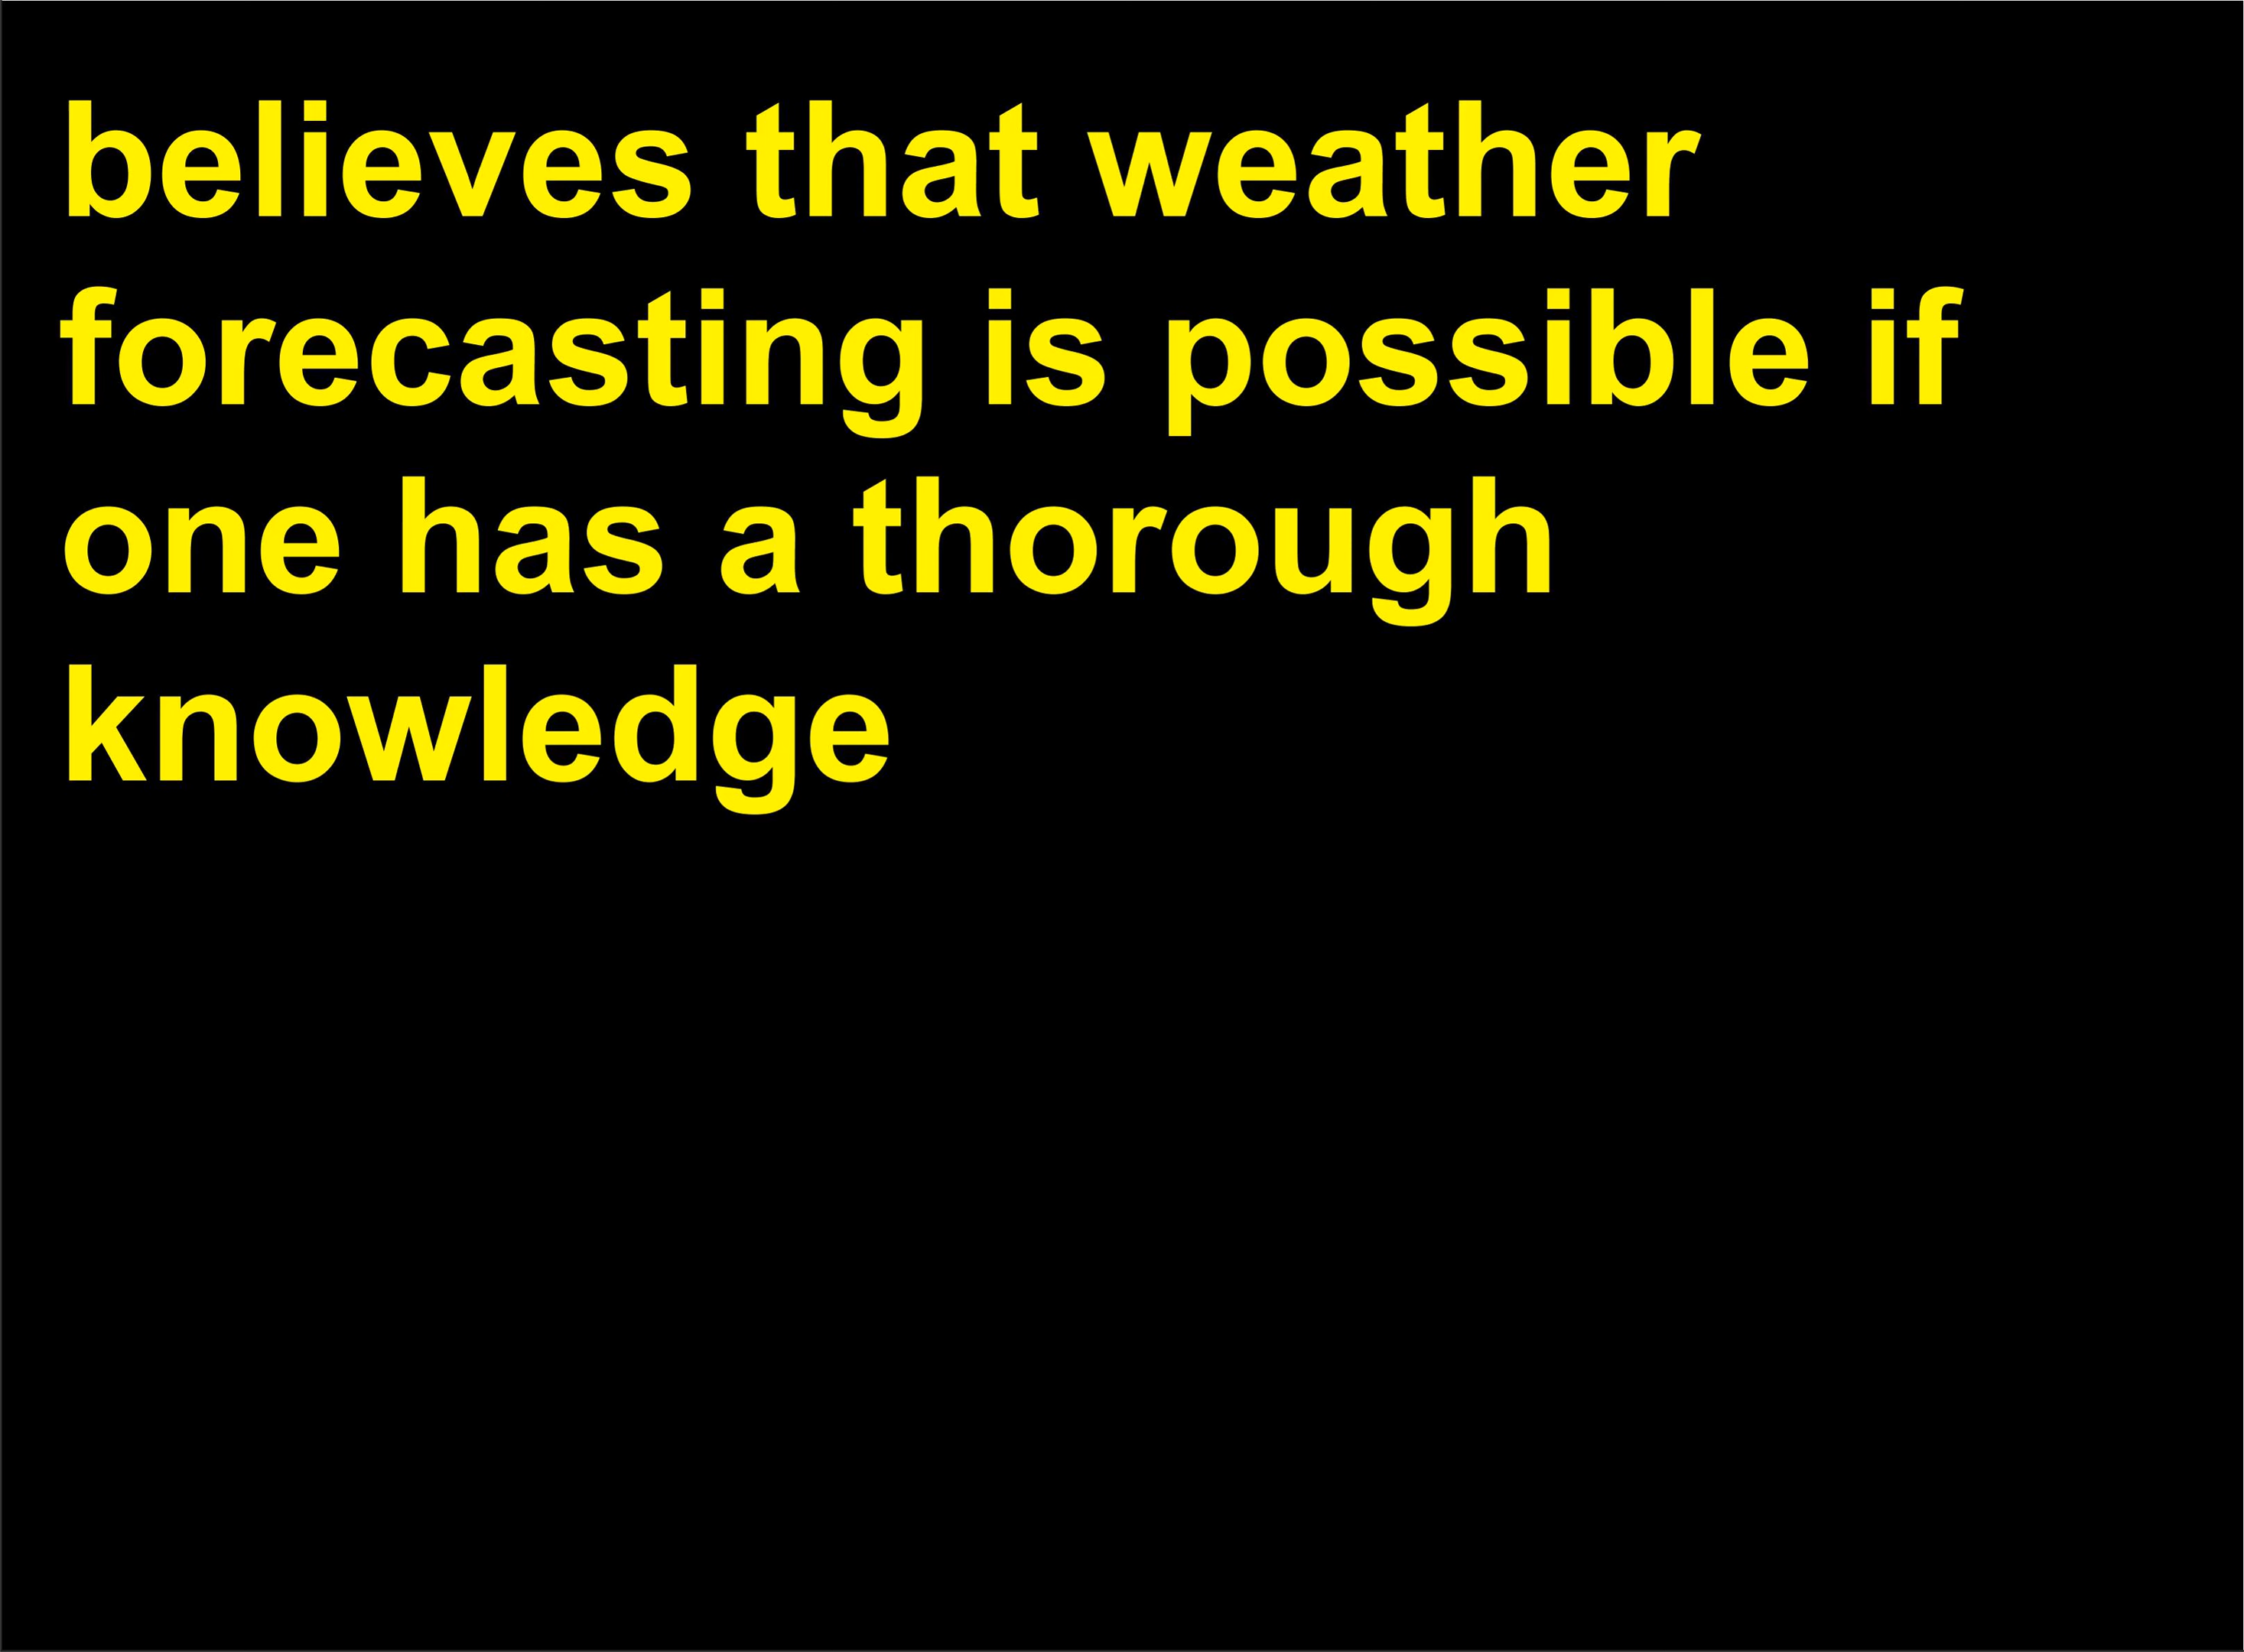 believes that weather
forecasting is possible if
one has a thorough
knowledge